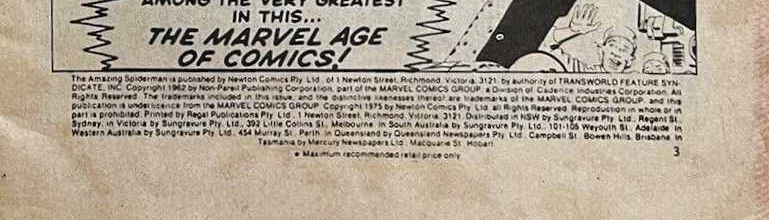 AMONG THE VERY GREATEST
IN THIS...
THE MARVEL AGE
OF COMICS!
The Amazing Spiderman is published by Newton Comics Pty. Ltd., of 1 Newton Street, Richmond, Victoria, 3121, by authority of TRANSWORLD FEATURE SYN-
DICATE, INC. Copyright 1962 by Non-Pareil Publishing Corporation, part of the MARVEL COMICS GROUP, a Division of Cadence Industries Corporation. All
Rights Reserved. The trademarks included in this issue, and the distinctive likenesses thereof are trademarks of the MARVEL COMICS GROUP, and this
publication is under licence from the MARVEL COMICS GROUP. Copyright 1975 by Newton Comics Pty. Ltd. all Rights Reserved. Reproduction in whole or in
part is prohibited. Printed by Regal Publications Pty. Ltd., 1 Newton Street, Richmond, Victoria, 3121. Distributed in NSW by Sungravure Pty. Ltd., Regent St.,
Sydney, in Victoria by Sungravure Pty. Ltd., 392 Little Collins St., Melbourne. In South Australia by Sungravure Pty. Ltd., 101-105 Weyouth St., Adelaide. In
Western Australia by Sungravure Pty. Ltd., 454 Murray St., Perth. In Queensland by Queensland Newspapers Pty. Ltd., Campbell St., Bowen Hills, Brisbane. In
Tasmania by Mercury Newspapers Ltd., Macquarie St. Hobart.
* Maximum recommended retail price only
3